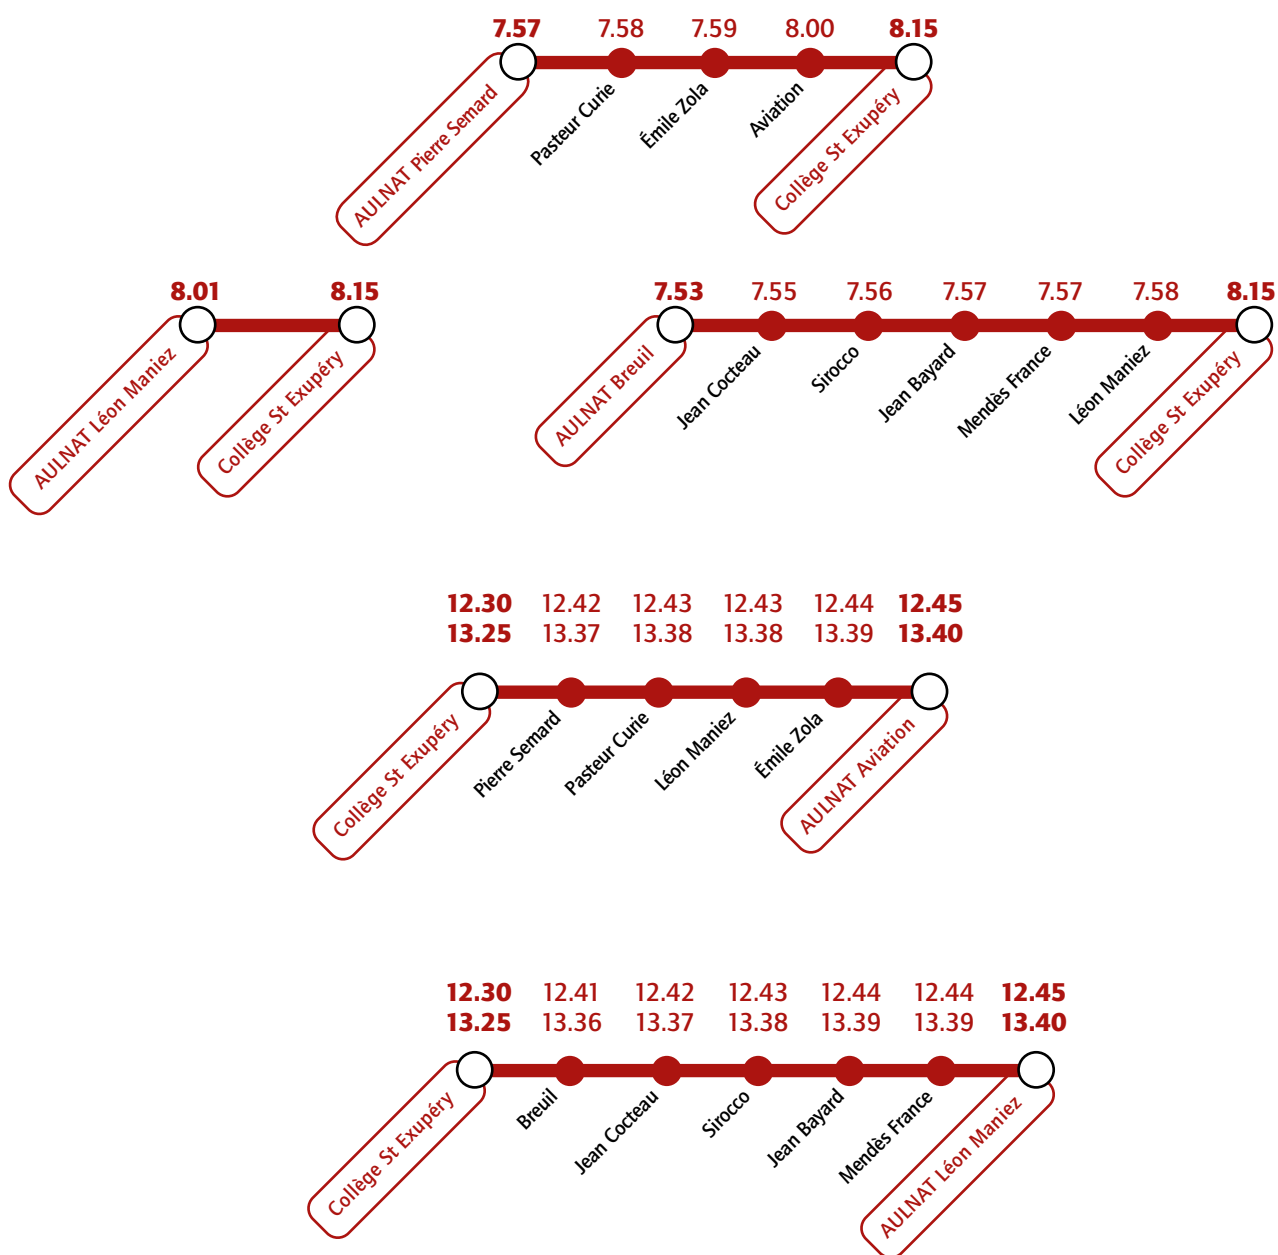 7.57 7.58 7.59 8.00 8.15
AULNAT Pierre Semard
Pasteur Curie
Émile Zola
Aviation
Collège St Exupéry
8.01 8.15
AULNAT Léon Maniez
Collège St Exupéry
7.53 7.55 7.56 7.57 7.57 7.58 8.15
AULNAT Breuil
Jean Cocteau
Sirocco
Jean Bayard
Mendès France
Léon Maniez
Collège St Exupéry
12.30 12.42 12.43 12.43 12.44 12.45
13.25 13.37 13.38 13.38 13.39 13.40
Collège St Exupéry
Pierre Semard
Pasteur Curie
Léon Maniez
Émile Zola
AULNAT Aviation
12.30 12.41 12.42 12.43 12.44 12.44 12.45
13.25 13.36 13.37 13.38 13.39 13.39 13.40
Collège St Exupéry
Breuil
Jean Cocteau
Sirocco
Jean Bayard
Mendès France
AULNAT Léon Maniez